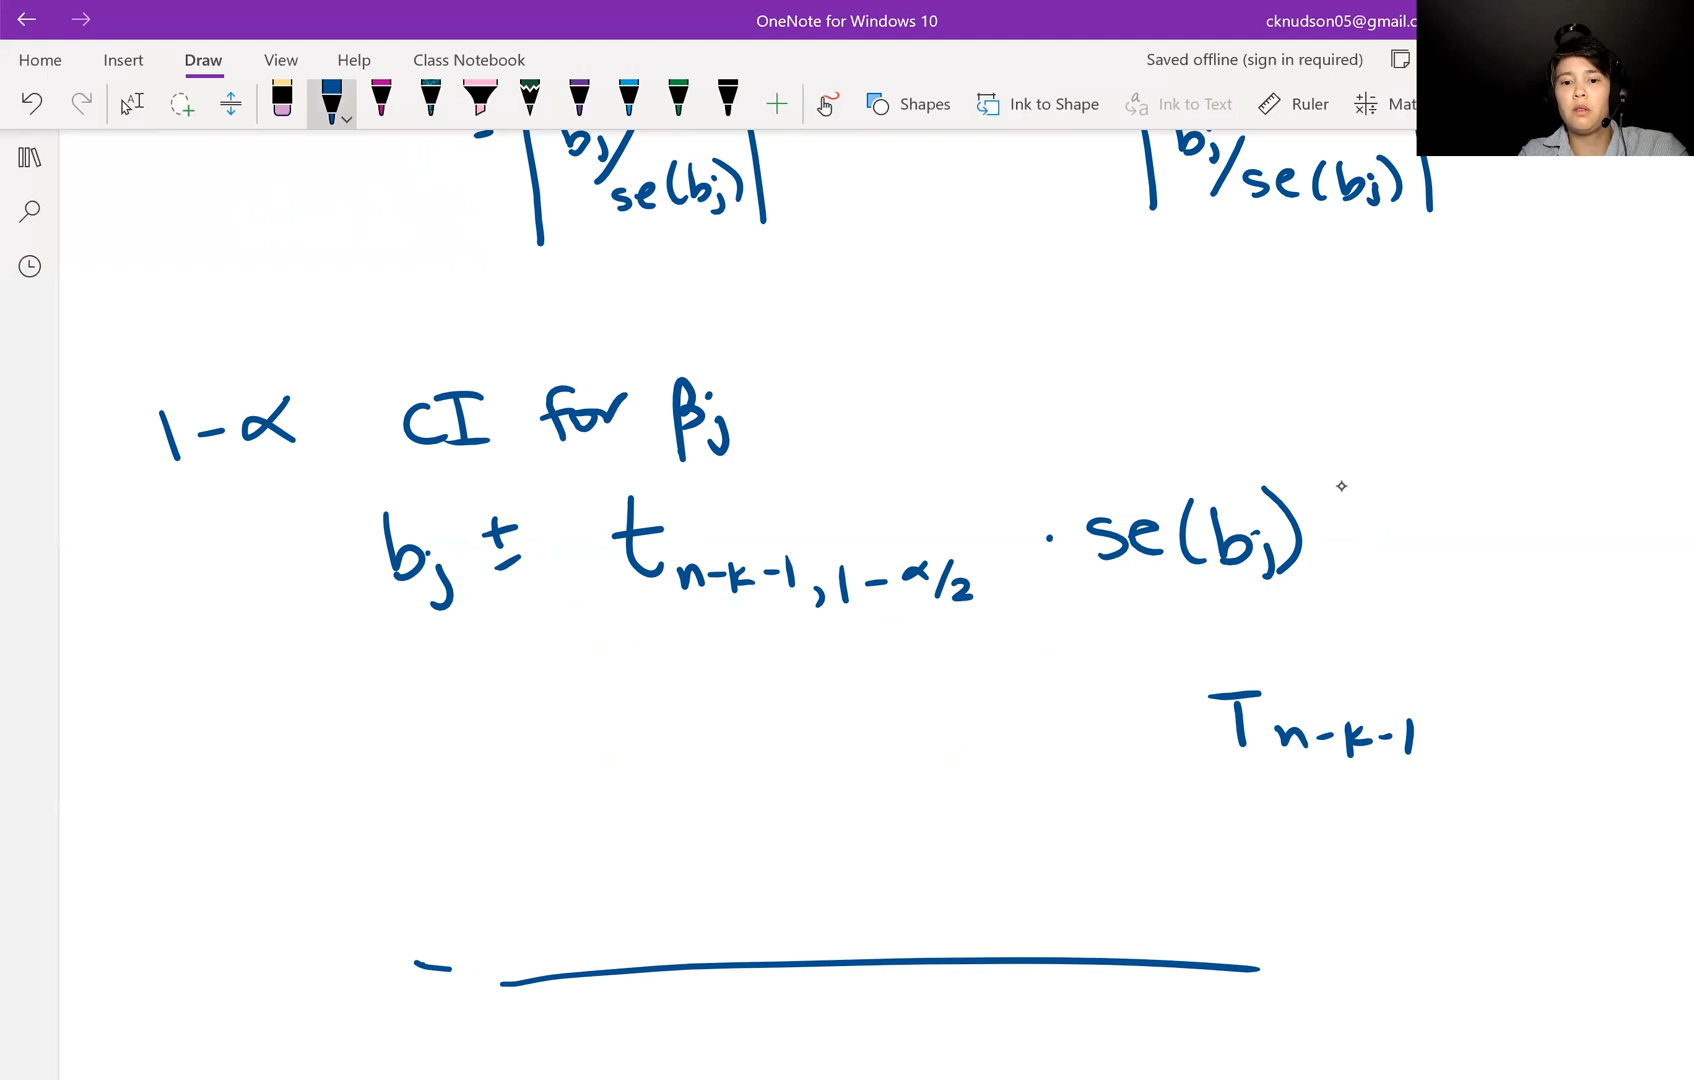 OneNote for Windows 10
cknudson05@gmail.c
Home Insert Draw View Help Class Notebook
Saved offline (sign in required)
Shapes Ink to Shape Ink to Text Ruler Mat
= | bj/se(bj) |
| bj/se(bj) |
1-α CI for βj
bj ± t n-k-1, 1-α/2 · se(bj)
T n-k-1